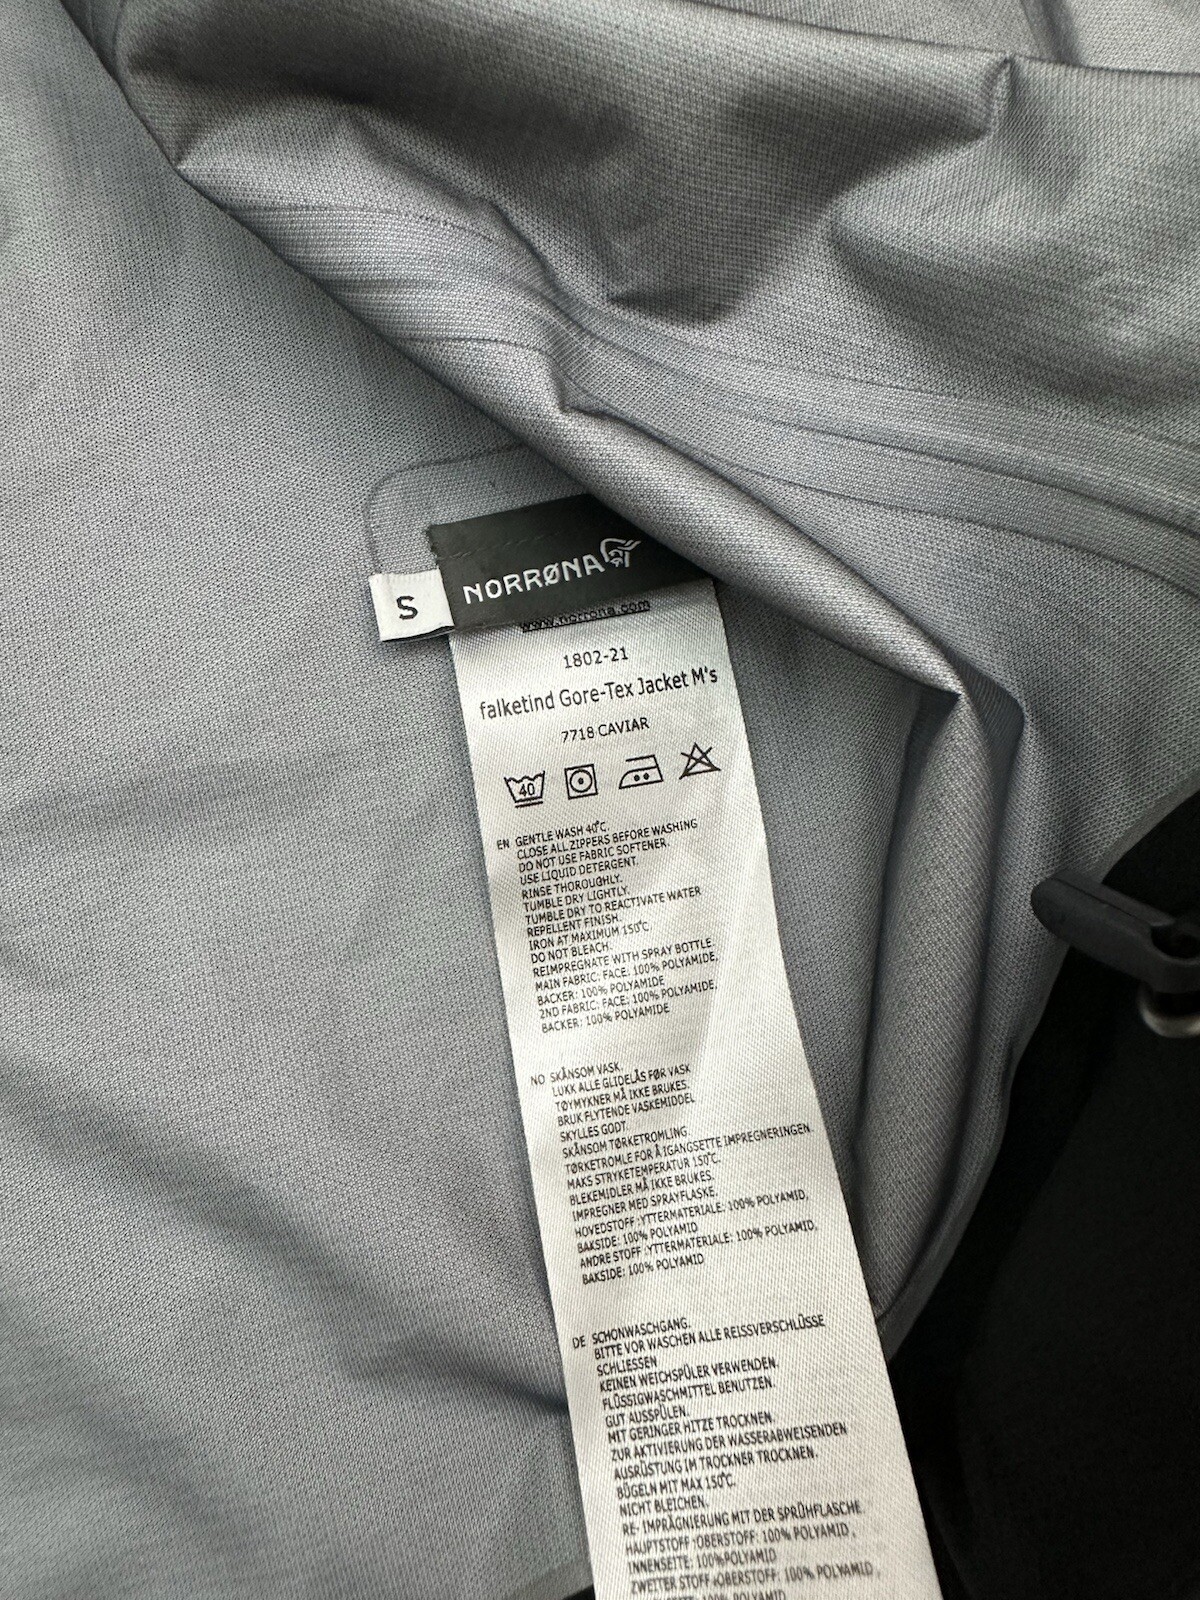 NORRØNA
S
www.norrona.com
1802-21
falketind Gore-Tex Jacket M's
7718 CAVIAR
40
EN GENTLE WASH 40°C.
CLOSE ALL ZIPPERS BEFORE WASHING
DO NOT USE FABRIC SOFTENER.
USE LIQUID DETERGENT.
RINSE THOROUGHLY.
TUMBLE DRY LIGHTLY.
TUMBLE DRY TO REACTIVATE WATER
REPELLENT FINISH.
IRON AT MAXIMUM 150°C.
DO NOT BLEACH.
REIMPREGNATE WITH SPRAY BOTTLE.
MAIN FABRIC: FACE: 100% POLYAMIDE,
BACKER: 100% POLYAMIDE
2ND FABRIC: FACE: 100% POLYAMIDE,
BACKER: 100% POLYAMIDE
NO SKÅNSOM VASK.
LUKK ALLE GLIDELÅS FØR VASK
TØYMYKNER MÅ IKKE BRUKES.
BRUK FLYTENDE VASKEMIDDEL
SKYLLES GODT.
SKÅNSOM TØRKETROMLING
TØRKETROMLE FOR Å IGANGSETTE IMPREGNERINGEN.
MAKS STRYKETEMPERATUR 150°C.
BLEKEMIDLER MÅ IKKE BRUKES.
IMPREGNER MED SPRAYFLASKE.
HOVEDSTOFF :YTTERMATERIALE: 100% POLYAMID,
BAKSIDE: 100% POLYAMID
ANDRE STOFF :YTTERMATERIALE: 100% POLYAMID,
BAKSIDE: 100% POLYAMID
DE SCHONWASCHGANG.
BITTE VOR WASCHEN ALLE REISSVERSCHLÜSSE
SCHLIESSEN
KEINEN WEICHSPÜLER VERWENDEN.
FLÜSSIGWASCHMITTEL BENUTZEN.
GUT AUSSPÜLEN.
MIT GERINGER HITZE TROCKNEN
ZUR AKTIVIERUNG DER WASSERABWEISENDEN
AUSRÜSTUNG IM TROCKNER TROCKNEN.
BÜGELN MIT MAX 150°C.
NICHT BLEICHEN.
RE- IMPRÄGNIERUNG MIT DER SPRÜHFLASCHE
HAUPTSTOFF :OBERSTOFF: 100% POLYAMID ,
INNENSEITE: 100%POLYAMID
ZWEITER STOFF :OBERSTOFF: 100% POLYAMID ,
100% POLYAMID